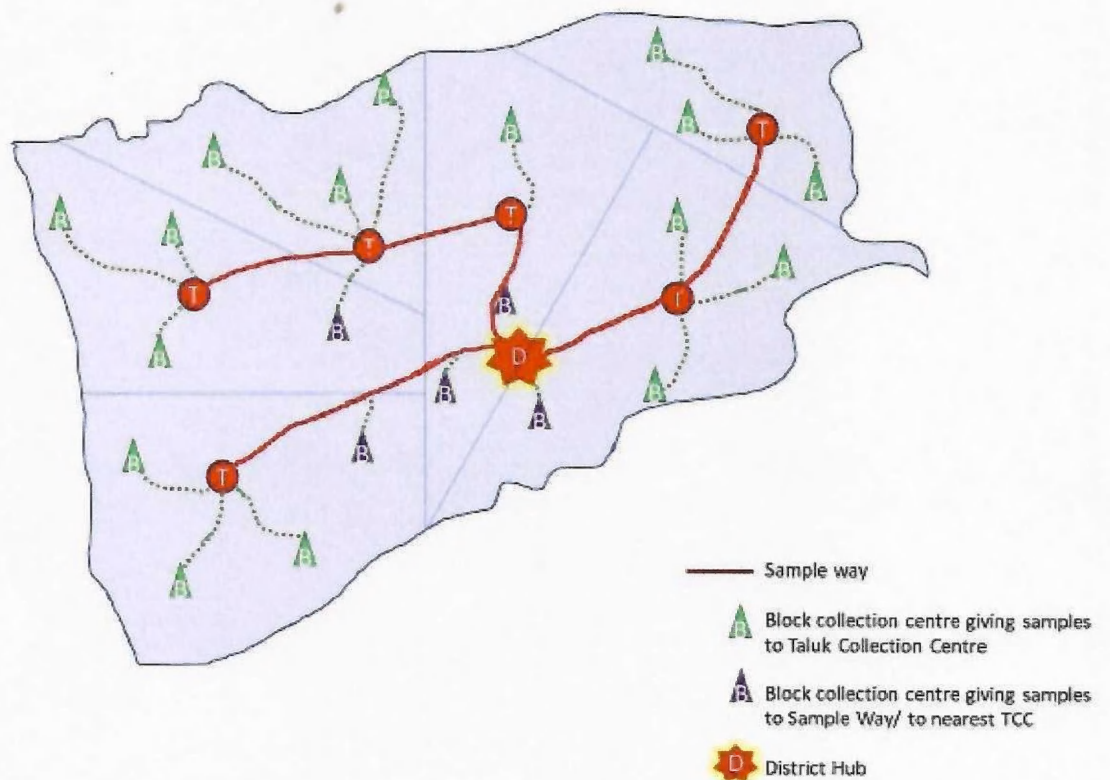 B
B
B
B
T
B
B
B
B
T
B
B
T
B
T
B
T
B
B
D
B
B
B
B
B
T
B
B
Sample way
B Block collection centre giving samples
to Taluk Collection Centre
B Block collection centre giving samples
to Sample Way/ to nearest TCC
D District Hub